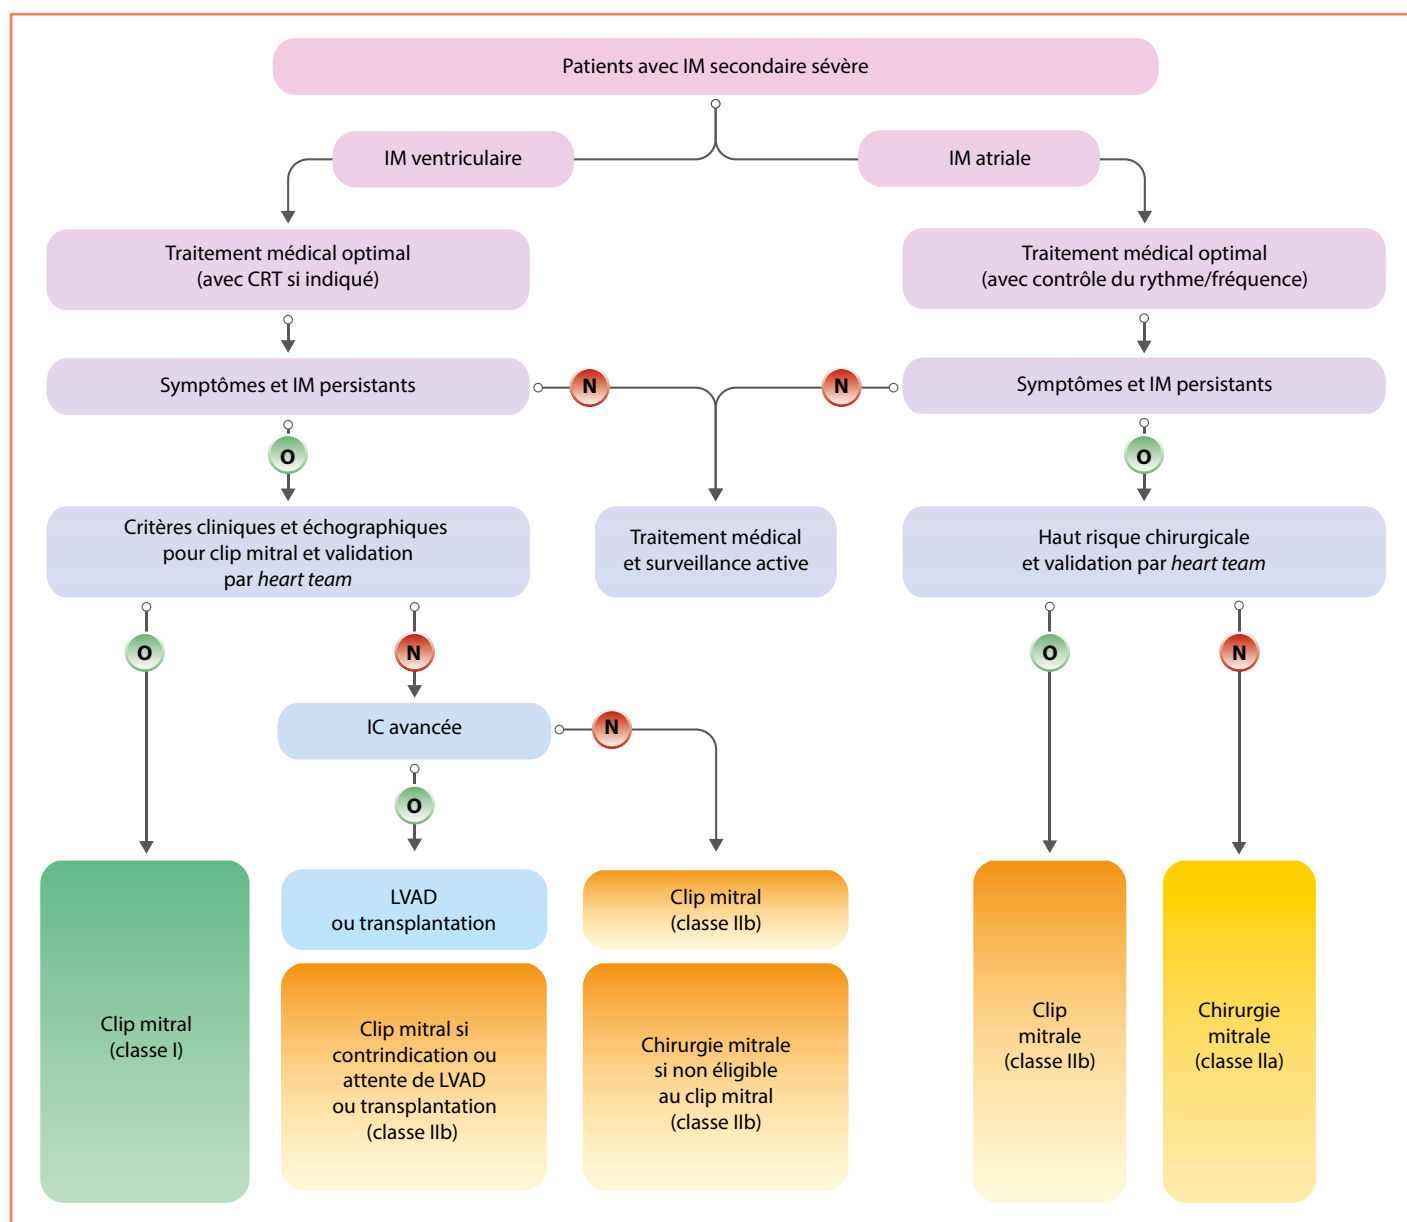 Patients avec IM secondaire sévère
IM ventriculaire
IM atriale
Traitement médical optimal
(avec CRT si indiqué)
Traitement médical optimal
(avec contrôle du rythme/fréquence)
Symptômes et IM persistants
N
N
Symptômes et IM persistants
O
O
Critères cliniques et échographiques
pour clip mitral et validation
par heart team
Traitement médical
et surveillance active
Haut risque chirurgicale
et validation par heart team
O
N
O
N
IC avancée
N
O
Clip mitral
(classe I)
LVAD
ou transplantation
Clip mitral si
contrindication ou
attente de LVAD
ou transplantation
(classe IIb)
Clip mitral
(classe IIb)
Chirurgie mitrale
si non éligible
au clip mitral
(classe IIb)
Clip
mitrale
(classe IIb)
Chirurgie
mitrale
(classe IIa)